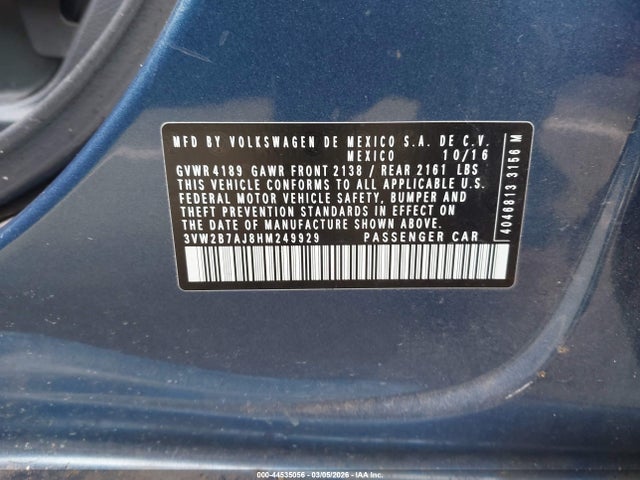 MFD BY VOLKSWAGEN DE MEXICO S.A. DE C.V.
MEXICO 10/16
GVWR 4189 GAWR FRONT 2138 / REAR 2161 LBS
THIS VEHICLE CONFORMS TO ALL APPLICABLE U.S.
FEDERAL MOTOR VEHICLE SAFETY, BUMPER AND
THEFT PREVENTION STANDARDS IN EFFECT ON
THE DATE OF MANUFACTURE SHOWN ABOVE.
3VW2B7AJ8HM249929 PASSENGER CAR
4046813 3156 M
000-44535056 - 03/05/2026 - IAA Inc.